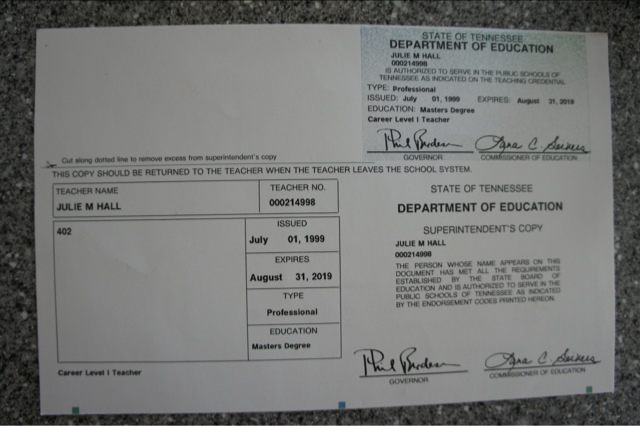 STATE OF TENNESSEE
DEPARTMENT OF EDUCATION
JULIE M HALL
000214998
IS AUTHORIZED TO SERVE IN THE PUBLIC SCHOOLS OF
TENNESSEE AS INDICATED ON THE TEACHING CREDENTIAL
TYPE: Professional
ISSUED: July 01, 1999 EXPIRES: August 31, 2019
EDUCATION: Masters Degree
Career Level I Teacher
GOVERNOR COMMISSIONER OF EDUCATION
Cut along dotted line to remove excess from superintendent's copy
THIS COPY SHOULD BE RETURNED TO THE TEACHER WHEN THE TEACHER LEAVES THE SCHOOL SYSTEM.
TEACHER NAME
JULIE M HALL
TEACHER NO.
000214998
402
ISSUED
July 01, 1999
EXPIRES
August 31, 2019
TYPE
Professional
EDUCATION
Masters Degree
Career Level I Teacher
STATE OF TENNESSEE
DEPARTMENT OF EDUCATION
SUPERINTENDENT'S COPY
JULIE M HALL
000214998
THE PERSON WHOSE NAME APPEARS ON THIS
DOCUMENT HAS MET ALL THE REQUIREMENTS
ESTABLISHED BY THE STATE BOARD OF
EDUCATION AND IS AUTHORIZED TO SERVE IN THE
PUBLIC SCHOOLS OF TENNESSEE AS INDICATED
BY THE ENDORSEMENT CODES PRINTED HEREON.
GOVERNOR
COMMISSIONER OF EDUCATION